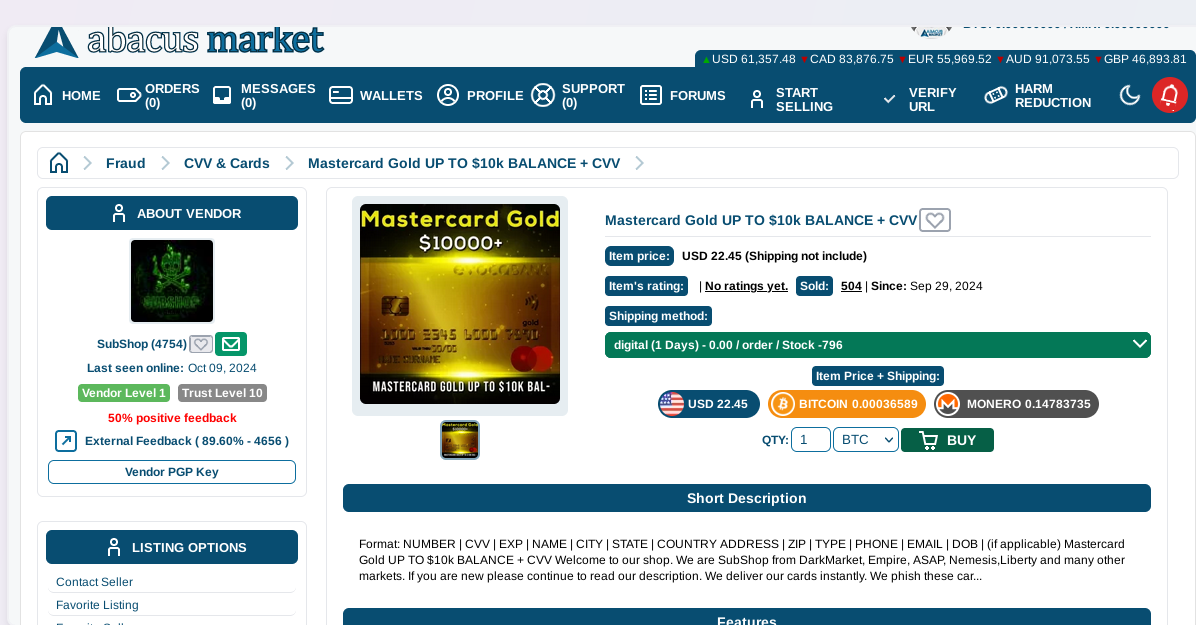 abacus market
USD 61,357.48 CAD 83,876.75 EUR 55,969.52 AUD 91,073.55 GBP 46,893.81
HOME
ORDERS (0)
MESSAGES (0)
WALLETS
PROFILE
SUPPORT (0)
FORUMS
START SELLING
VERIFY URL
HARM REDUCTION
Fraud
CVV & Cards
Mastercard Gold UP TO $10k BALANCE + CVV
ABOUT VENDOR
SUBSHOP
SubShop (4754)
Last seen online: Oct 09, 2024
Vendor Level 1
Trust Level 10
50% positive feedback
External Feedback ( 89.60% - 4656 )
Vendor PGP Key
LISTING OPTIONS
Contact Seller
Favorite Listing
Mastercard Gold
$10000+
gold
MASTERCARD GOLD UP TO $10K BAL-
Mastercard Gold UP TO $10k BALANCE + CVV
Item price: USD 22.45 (Shipping not include)
Item's rating: | No ratings yet. Sold: 504 | Since: Sep 29, 2024
Shipping method:
digital (1 Days) - 0.00 / order / Stock -796
Item Price + Shipping:
USD 22.45
BITCOIN 0.00036589
MONERO 0.14783735
QTY: 1 BTC BUY
Short Description
Format: NUMBER | CVV | EXP | NAME | CITY | STATE | COUNTRY ADDRESS | ZIP | TYPE | PHONE | EMAIL | DOB | (if applicable) Mastercard
Gold UP TO $10k BALANCE + CVV Welcome to our shop. We are SubShop from DarkMarket, Empire, ASAP, Nemesis,Liberty and many other
markets. If you are new please continue to read our description. We deliver our cards instantly. We phish these car...
Features